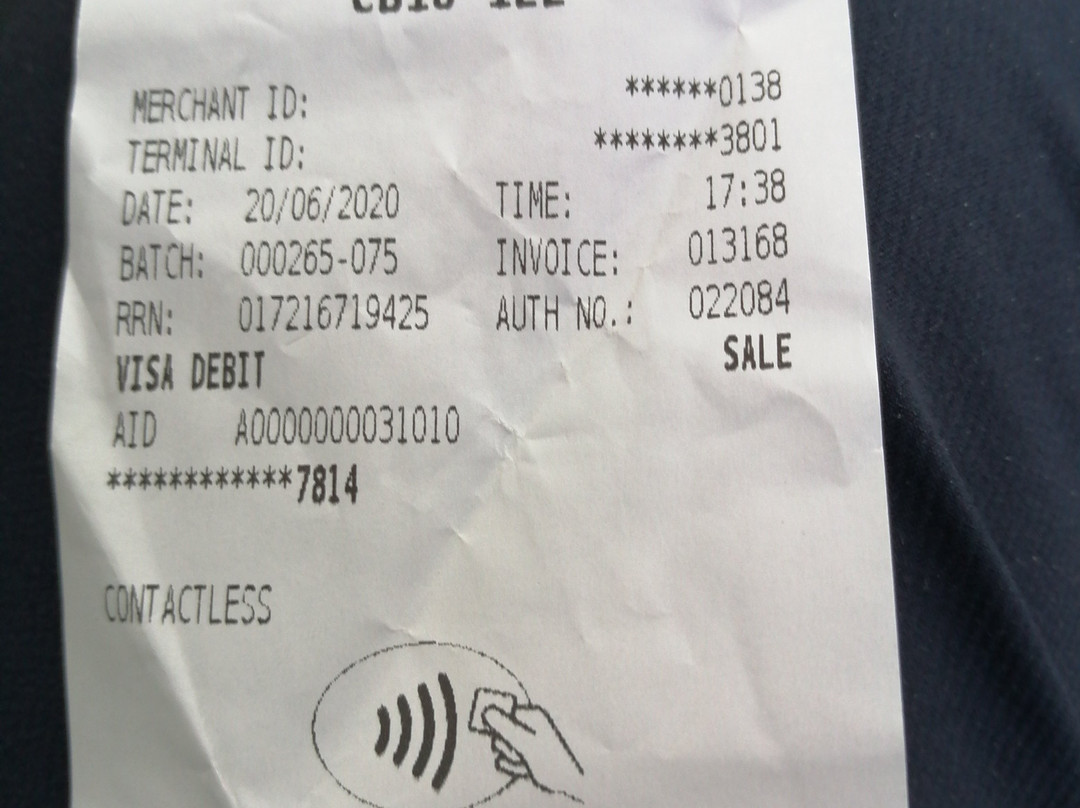 MERCHANT ID: ******0138
TERMINAL ID: ********3801
DATE: 20/06/2020 TIME: 17:38
BATCH: 000265-075 INVOICE: 013168
RRN: 017216719425 AUTH NO.: 022084
VISA DEBIT SALE
AID A0000000031010
************7814
CONTACTLESS